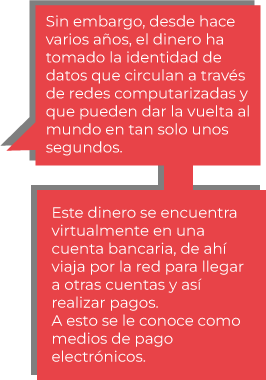 Sin embargo, desde hace
varios años, el dinero ha
tomado la identidad de
datos que circulan a través
de redes computarizadas y
que pueden dar la vuelta al
mundo en tan solo unos
segundos.
Este dinero se encuentra
virtualmente en una
cuenta bancaria, de ahí
viaja por la red para llegar
a otras cuentas y así
realizar pagos.
A esto se le conoce como
medios de pago
electrónicos.